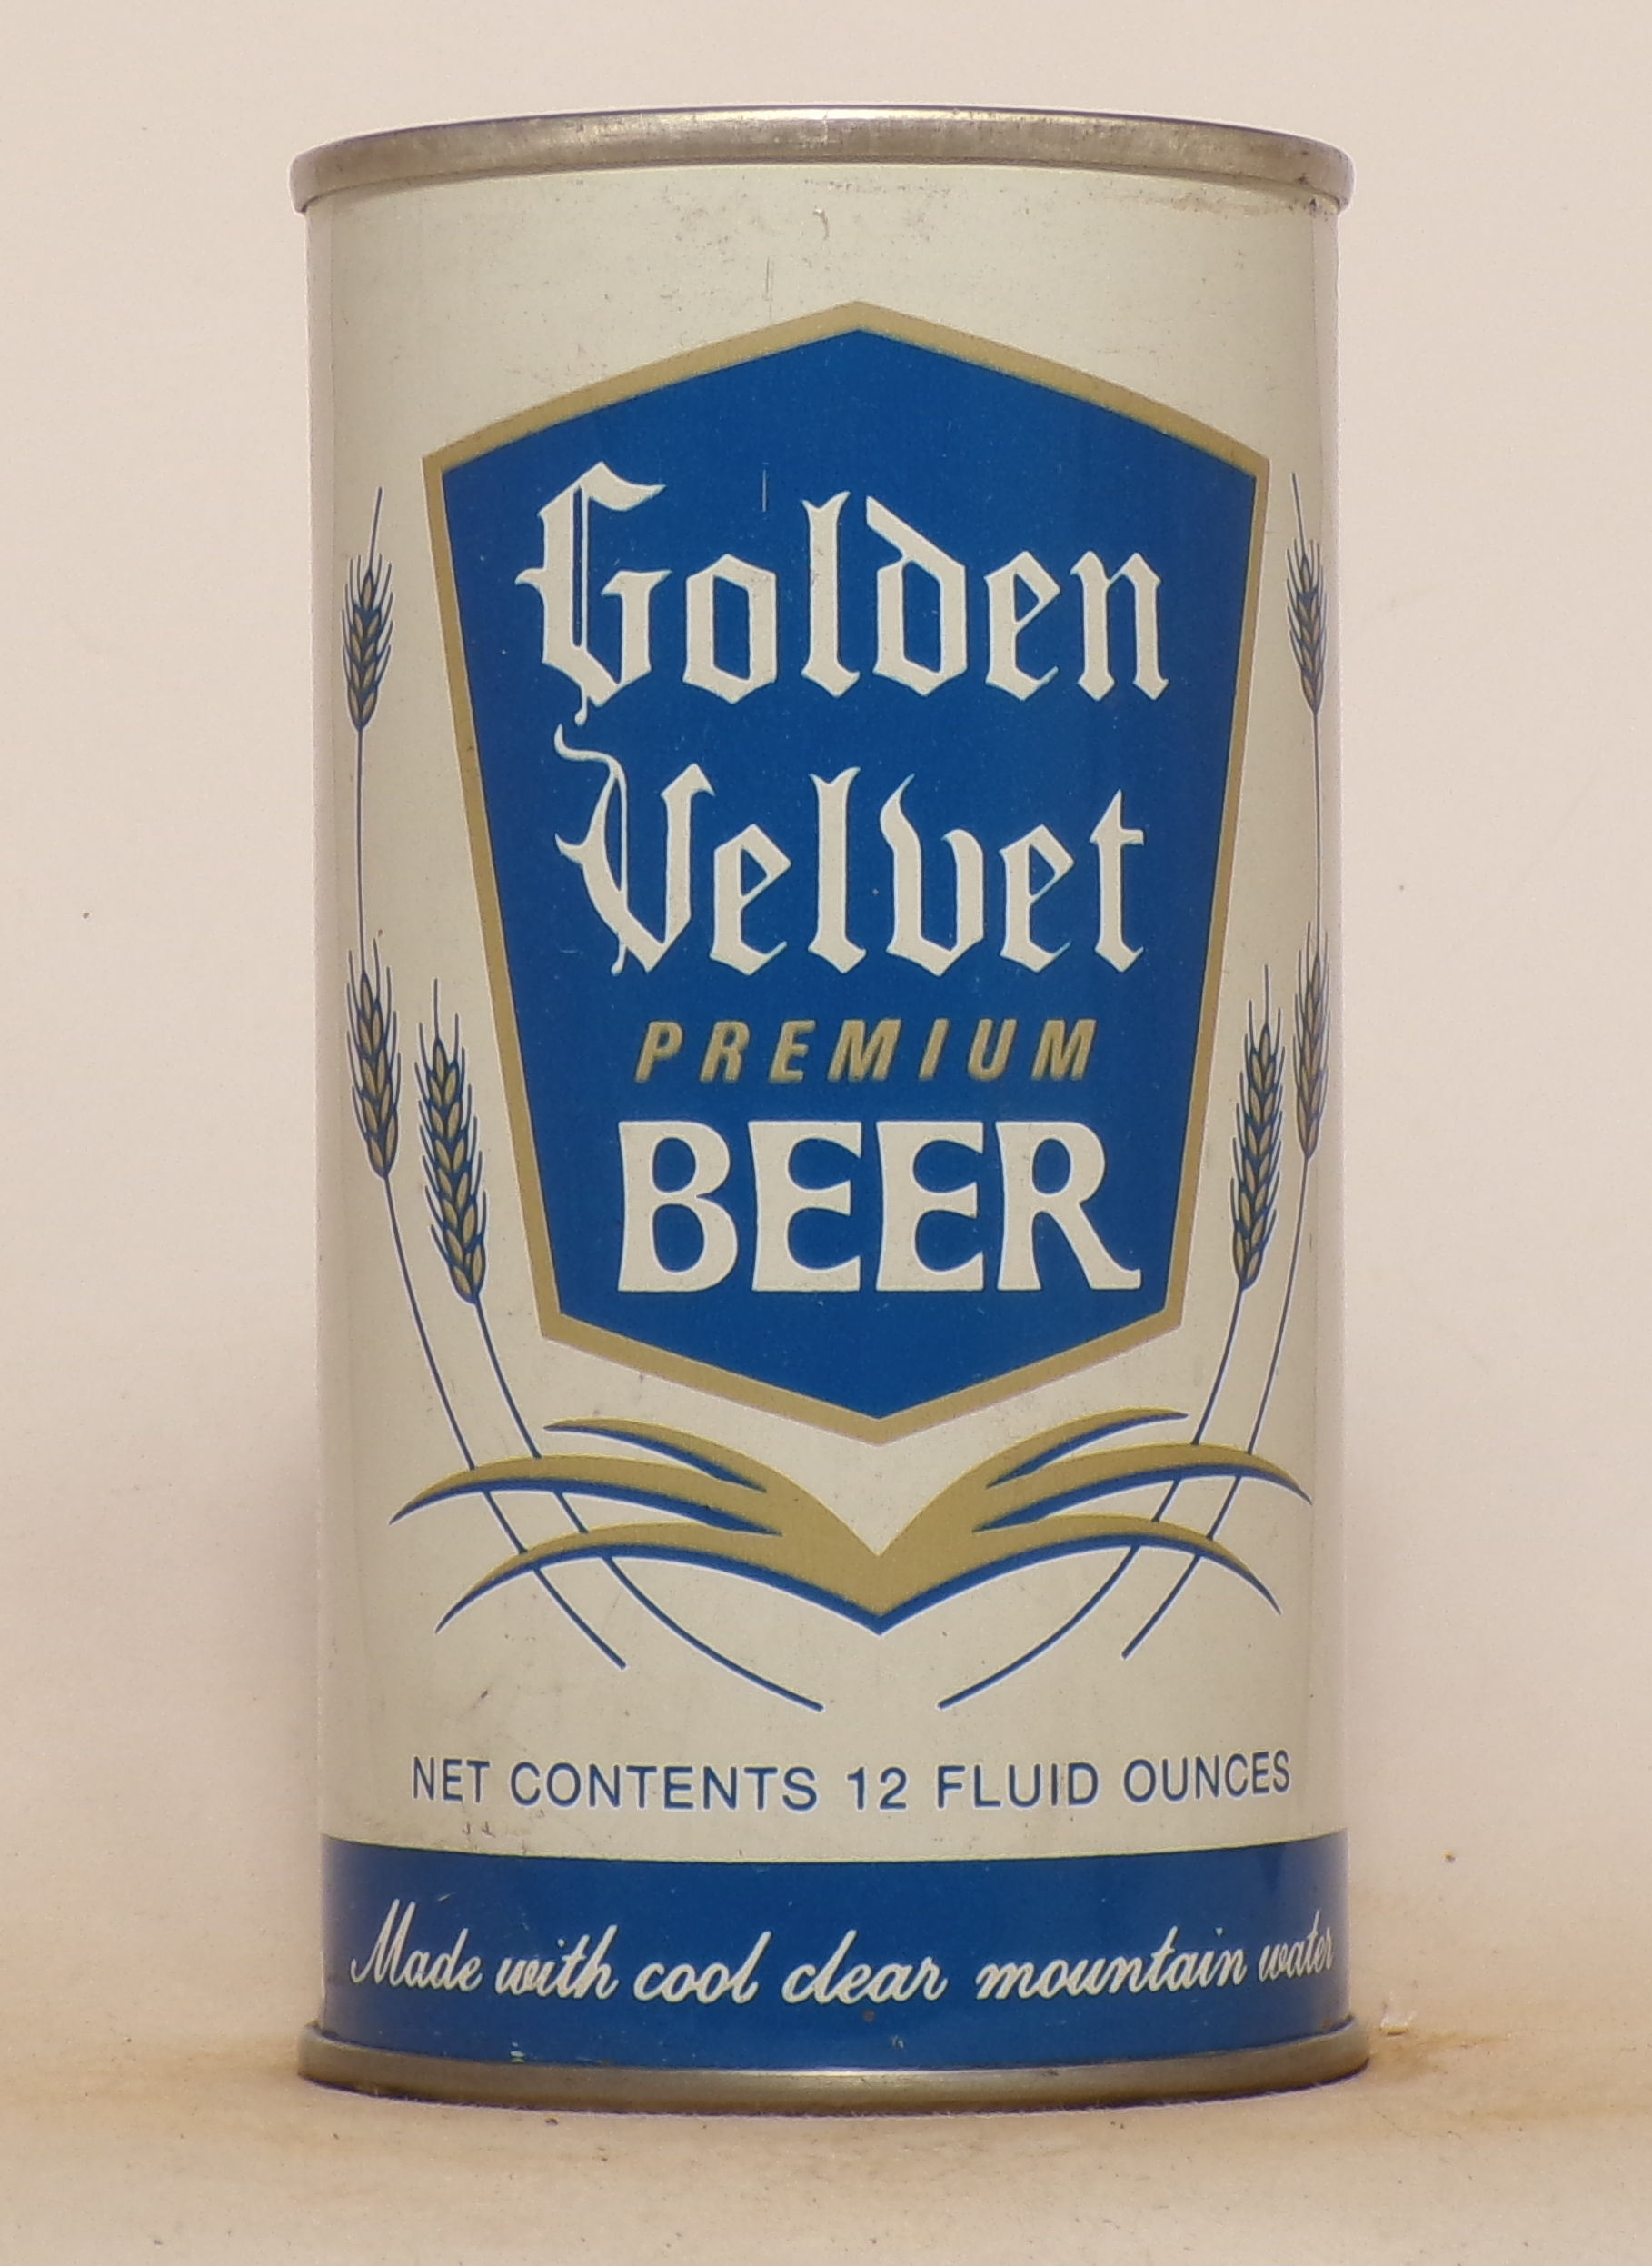 Golden
Velvet
PREMIUM
BEER
NET CONTENTS 12 FLUID OUNCES
Made with cool clear mountain water